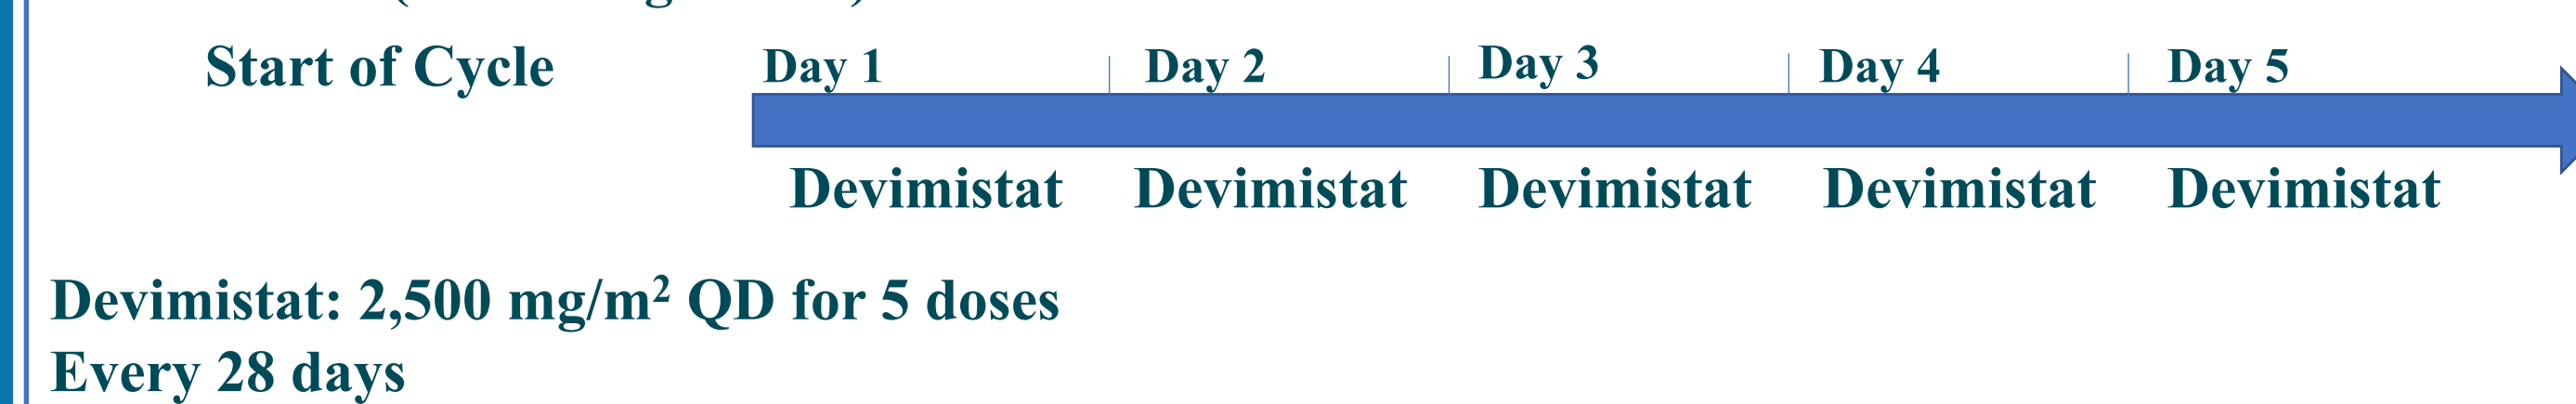 Start of Cycle Day 1 Day 2 Day 3 Day 4 Day 5
Devimistat Devimistat Devimistat Devimistat Devimistat
Devimistat: 2,500 mg/m² QD for 5 doses
Every 28 days